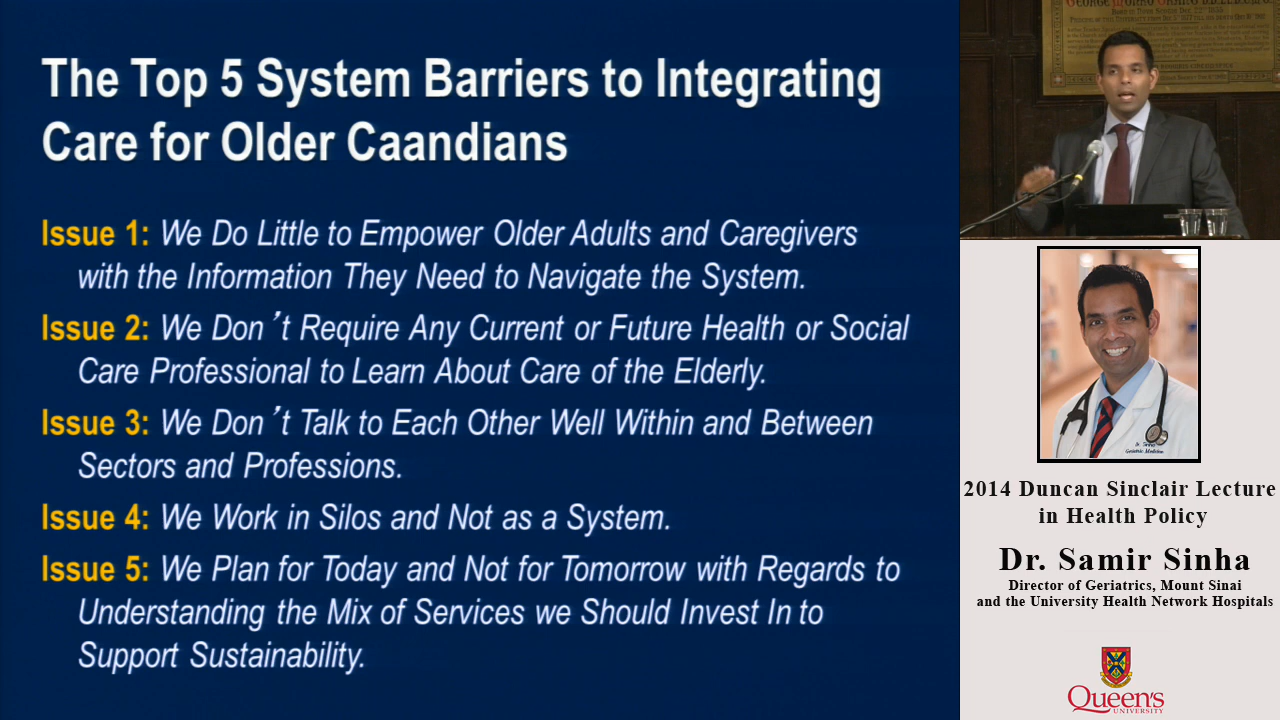 The Top 5 System Barriers to Integrating
Care for Older Caandians
Issue 1: We Do Little to Empower Older Adults and Caregivers
with the Information They Need to Navigate the System.
Issue 2: We Don't Require Any Current or Future Health or Social
Care Professional to Learn About Care of the Elderly.
Issue 3: We Don't Talk to Each Other Well Within and Between
Sectors and Professions.
Issue 4: We Work in Silos and Not as a System.
Issue 5: We Plan for Today and Not for Tomorrow with Regards to
Understanding the Mix of Services we Should Invest In to
Support Sustainability.
Dr. Sinha
Geriatric Medicine
2014 Duncan Sinclair Lecture
in Health Policy
Dr. Samir Sinha
Director of Geriatrics, Mount Sinai
and the University Health Network Hospitals
Queen's
UNIVERSITY